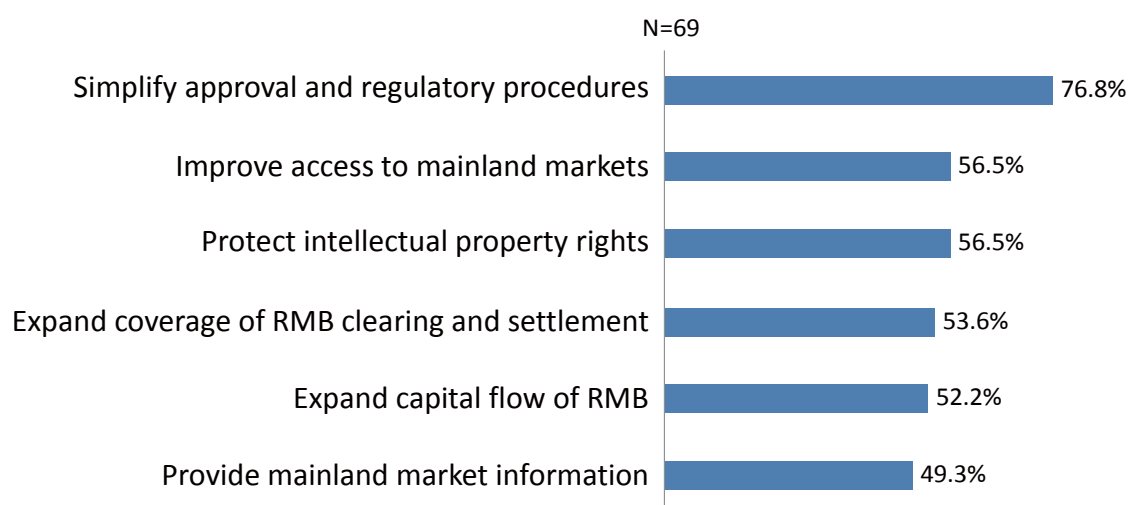 N=69
Simplify approval and regulatory procedures 76.8%
Improve access to mainland markets 56.5%
Protect intellectual property rights 56.5%
Expand coverage of RMB clearing and settlement 53.6%
Expand capital flow of RMB 52.2%
Provide mainland market information 49.3%